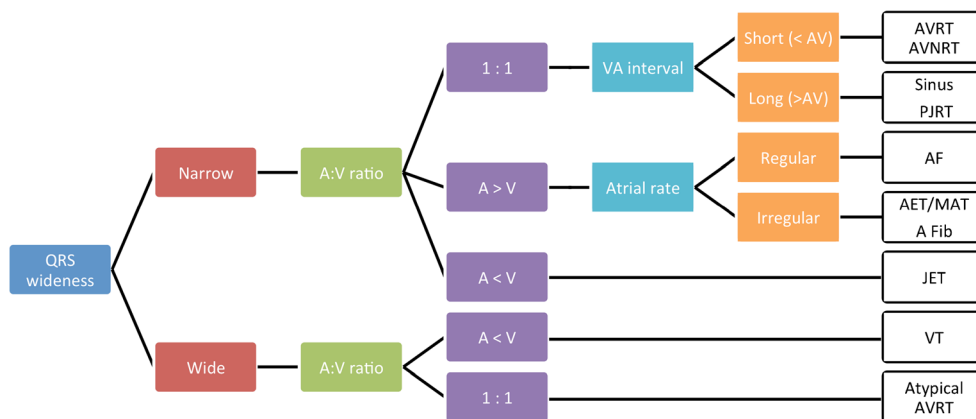 Short (< AV)
AVRT
AVNRT
1 : 1
VA interval
Long (>AV)
Sinus
PJRT
Narrow
A:V ratio
A > V
Atrial rate
Regular
AF
Irregular
AET/MAT
A Fib
QRS
wideness
A < V
JET
A < V
VT
Wide
A:V ratio
1 : 1
Atypical
AVRT